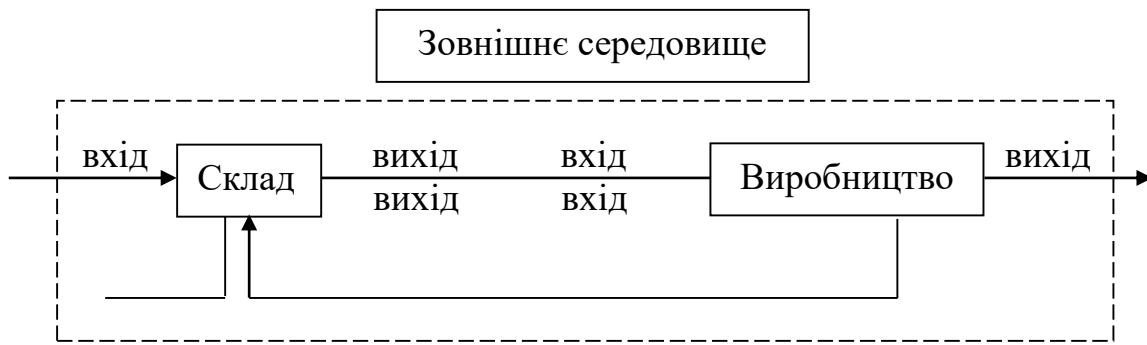 Зовнішнє середовище
вхід Склад вихід вхід Виробництво вихід
вихід вхід